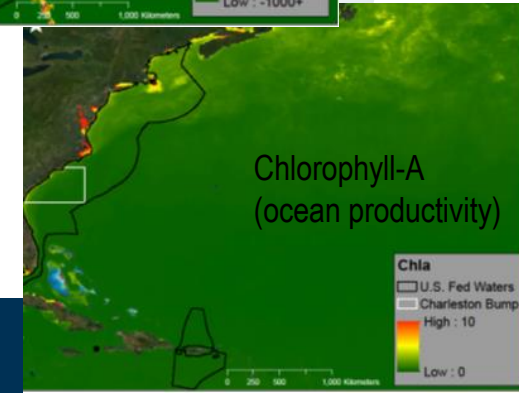 0 250 500 1,000 Kilometers
Low : -1000+
Chlorophyll-A
(ocean productivity)
Chla
U.S. Fed Waters
Charleston Bump
High : 10
Low : 0
0 250 500 1,000 Kilometers